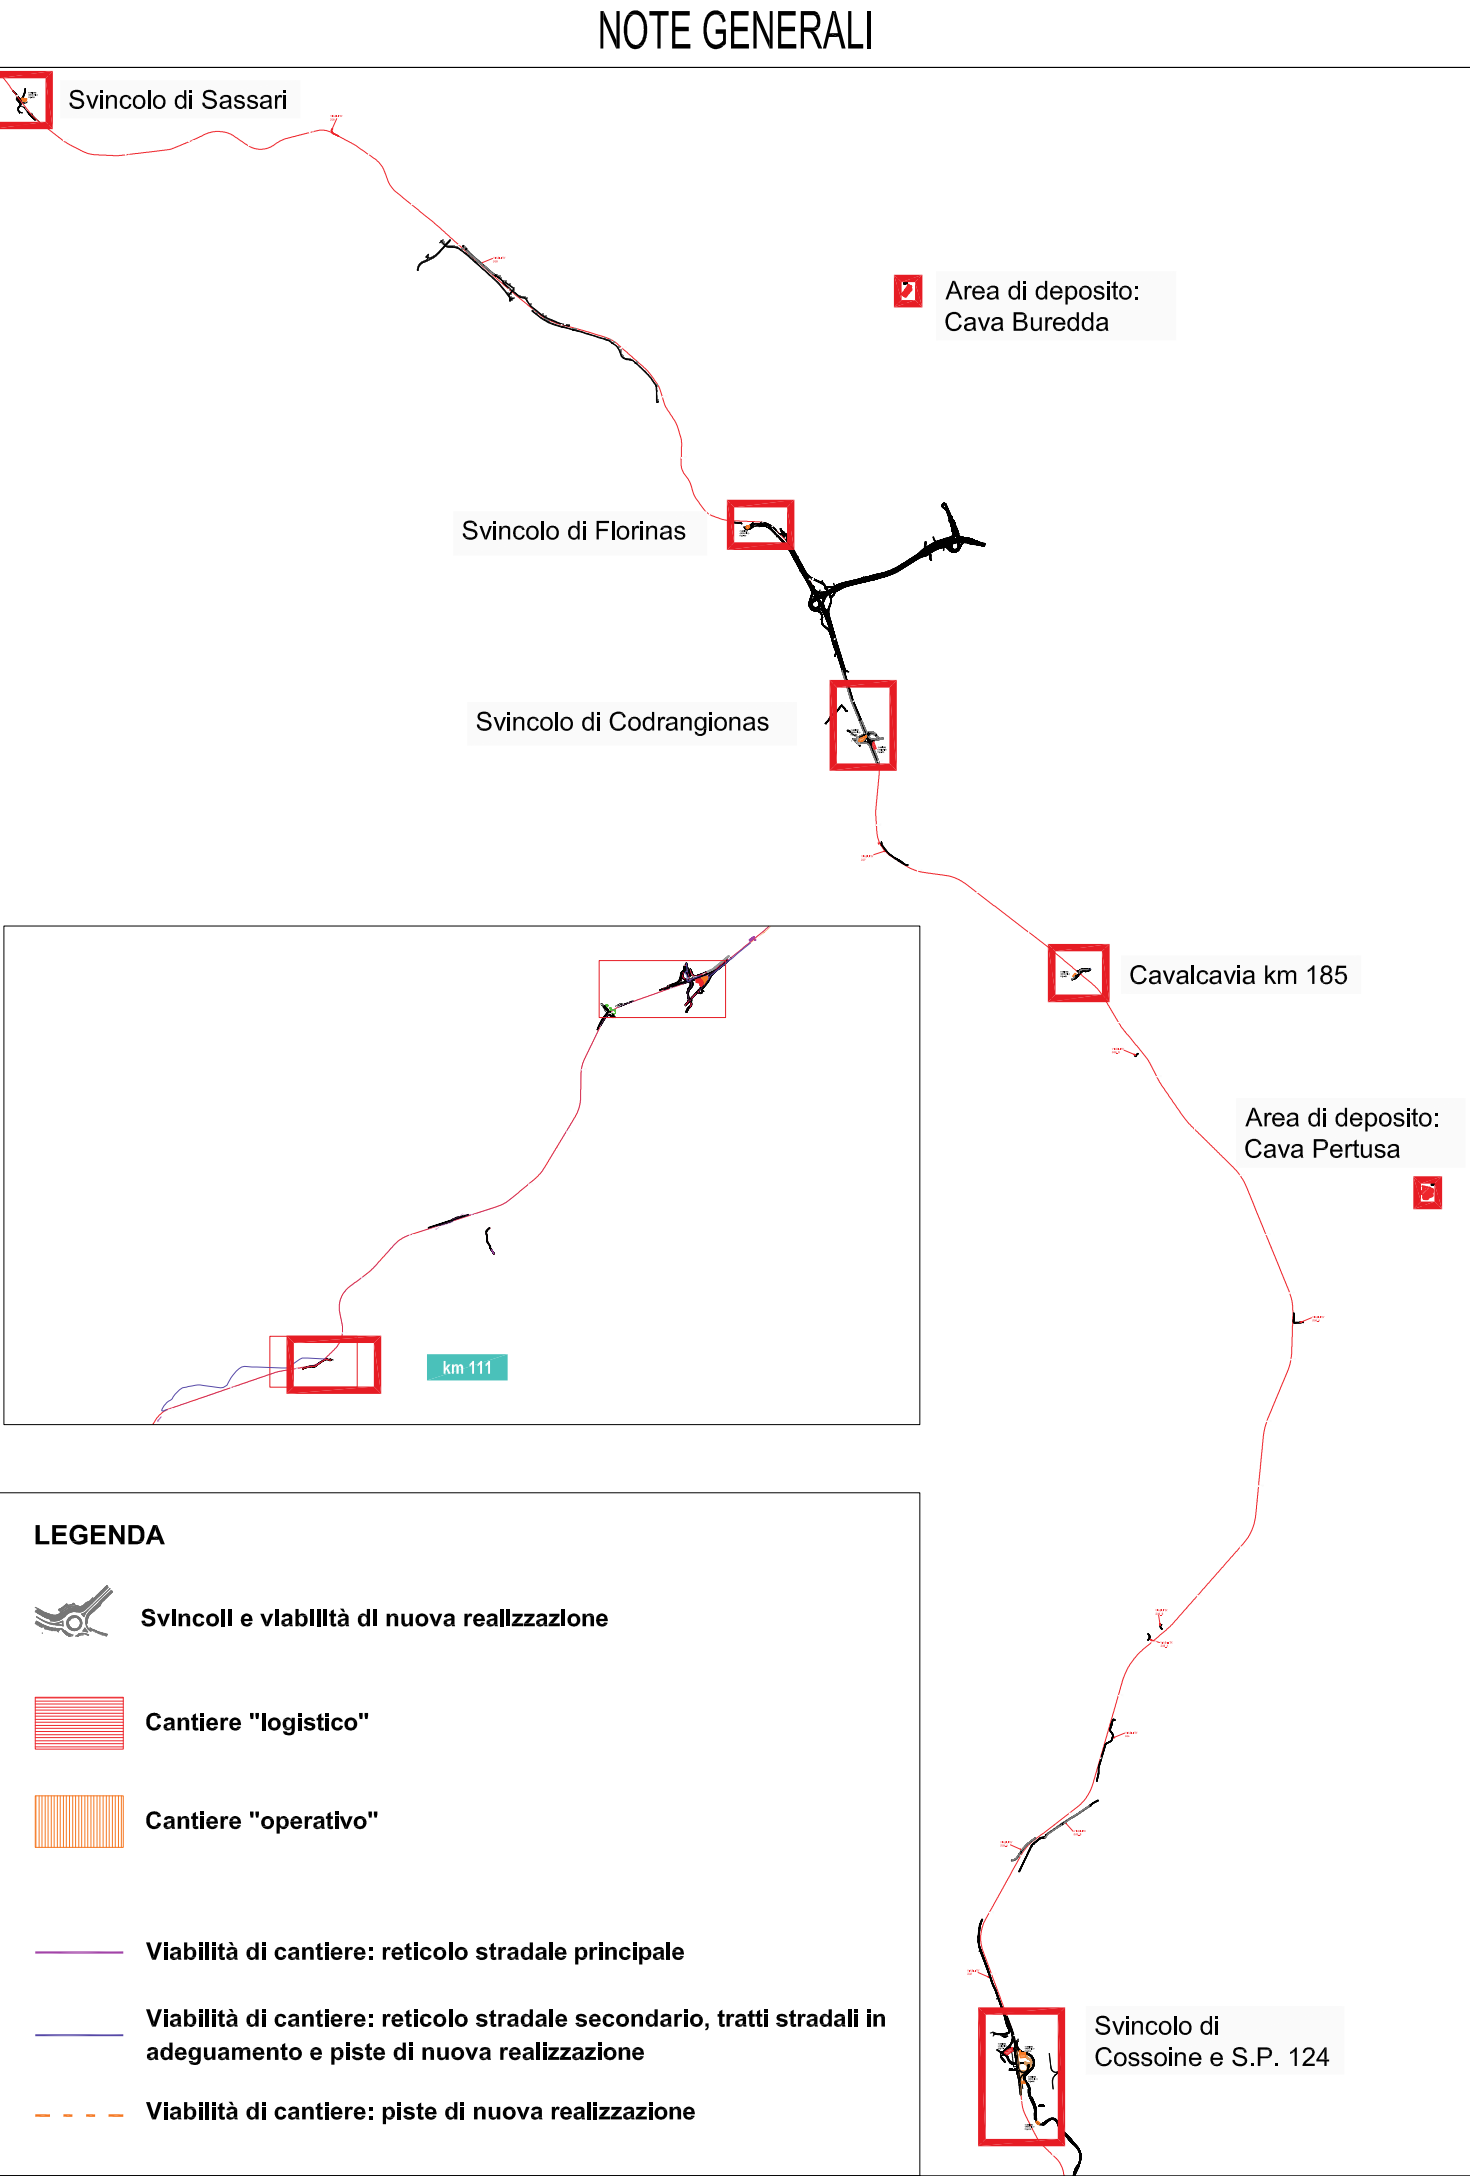 NOTE GENERALI
Svincolo di Sassari
Area di deposito:
Cava Buredda
Svincolo di Florinas
Svincolo di Codrangionas
Cavalcavia km 185
Area di deposito:
Cava Pertusa
km 111
LEGENDA
Svincoli e viabilità di nuova realizzazione
Cantiere "logistico"
Cantiere "operativo"
Viabilità di cantiere: reticolo stradale principale
Viabilità di cantiere: reticolo stradale secondario, tratti stradali in
adeguamento e piste di nuova realizzazione
Viabilità di cantiere: piste di nuova realizzazione
Svincolo di
Cossoine e S.P. 124